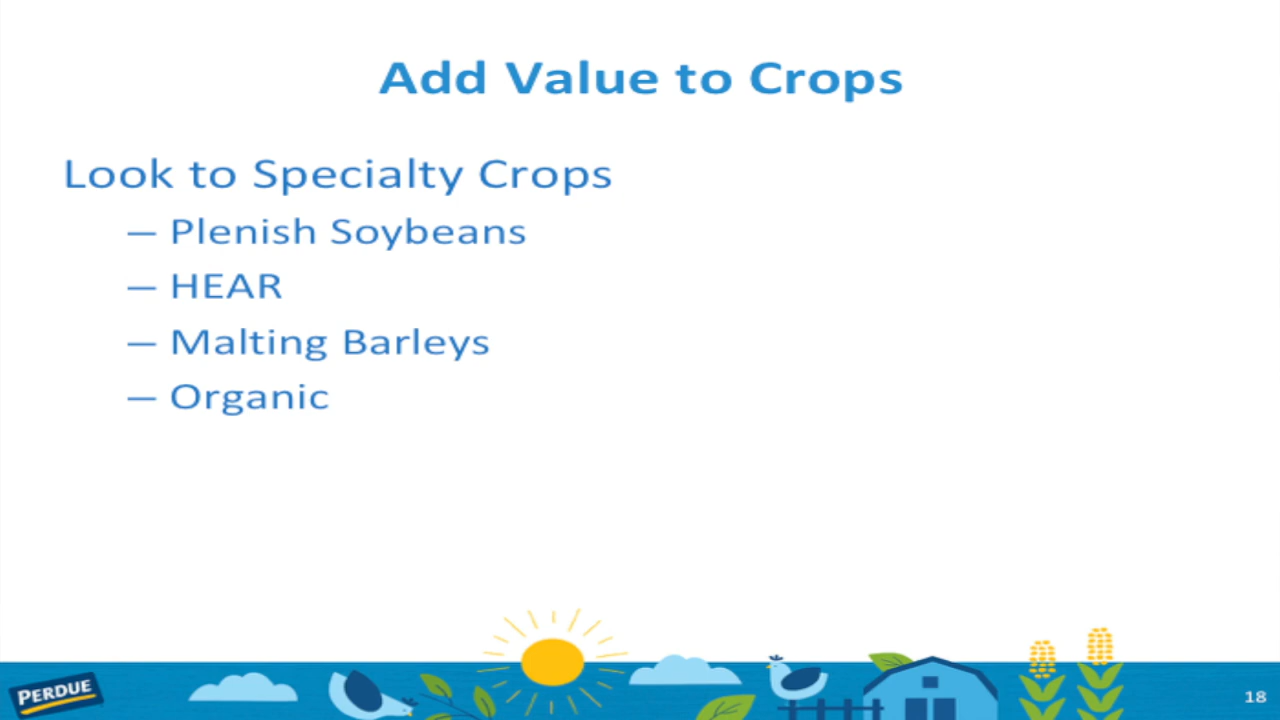 Add Value to Crops
Look to Specialty Crops
– Plenish Soybeans
– HEAR
– Malting Barleys
– Organic
PERDUE
18